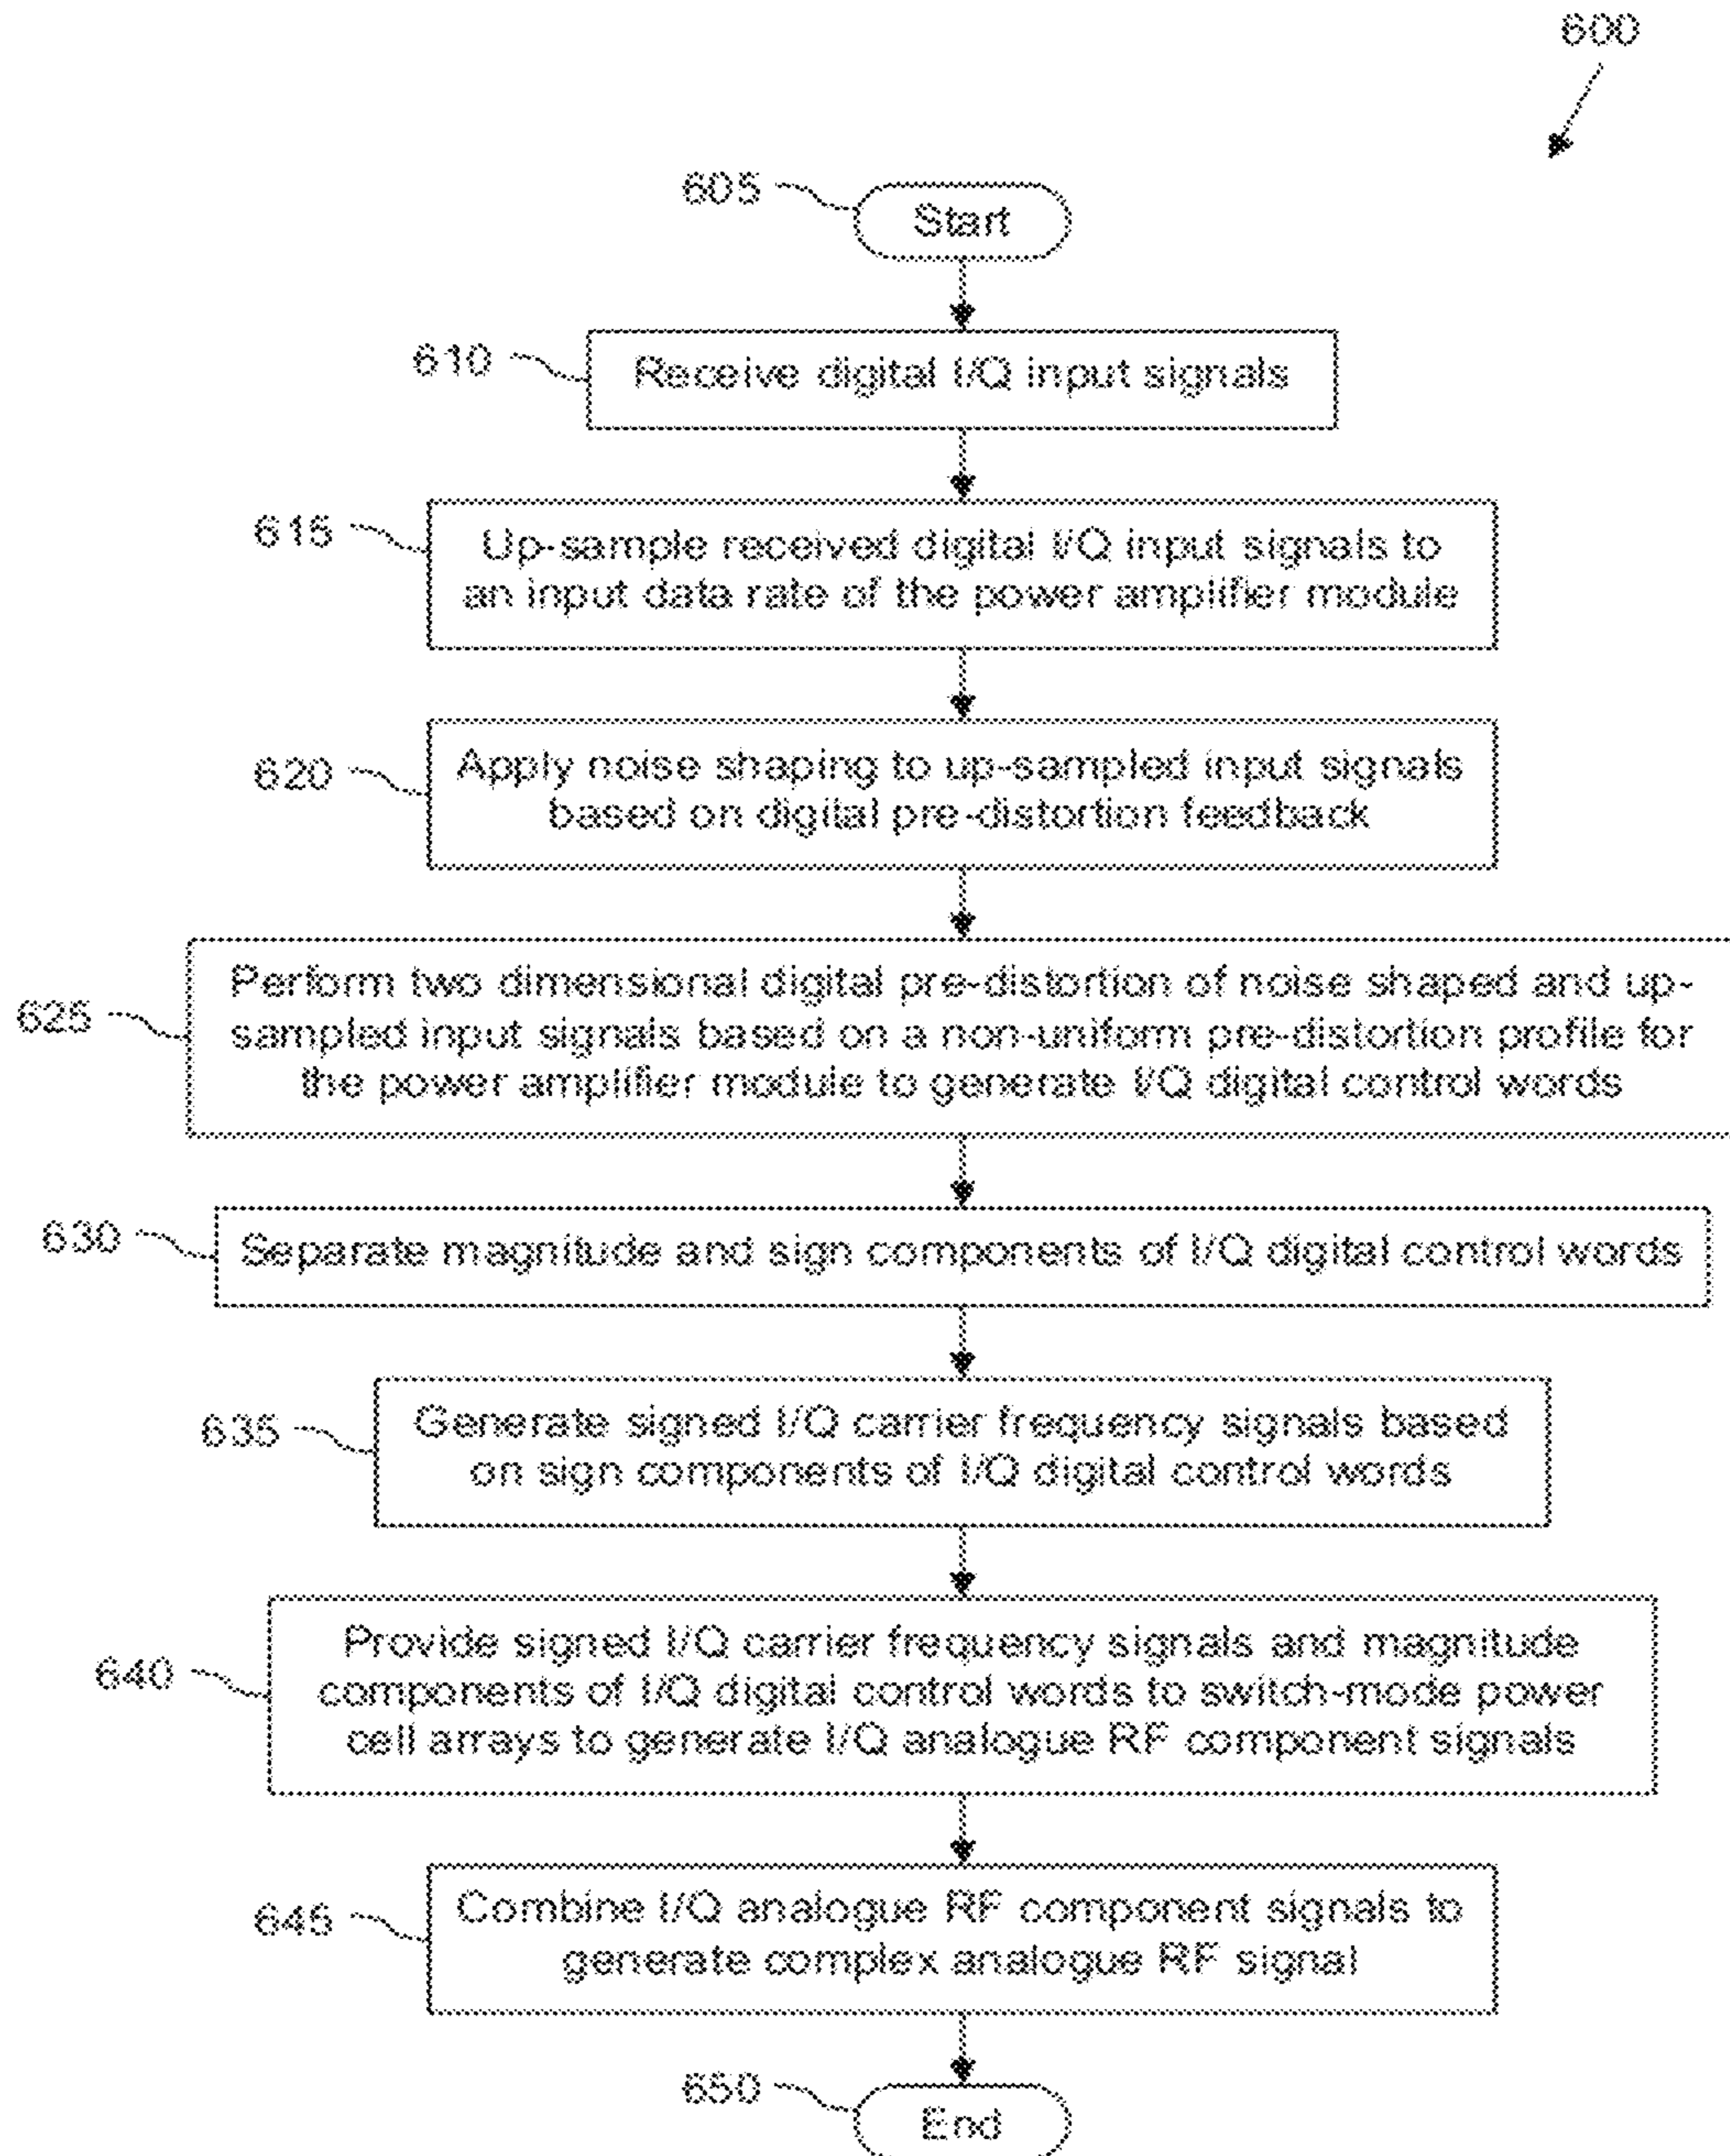 600
605
Start
610
Receive digital I/Q input signals
615
Up-sample received digital I/Q input signals to
an input data rate of the power amplifier module
620
Apply noise shaping to up-sampled input signals
based on digital pre-distortion feedback
625
Perform two dimensional digital pre-distortion of noise shaped and up-
sampled input signals based on a non-uniform pre-distortion profile for
the power amplifier module to generate I/Q digital control words
630
Separate magnitude and sign components of I/Q digital control words
635
Generate signed I/Q carrier frequency signals based
on sign components of I/Q digital control words
640
Provide signed I/Q carrier frequency signals and magnitude
components of I/Q digital control words to switch-mode power
cell arrays to generate I/Q analogue RF component signals
645
Combine I/Q analogue RF component signals to
generate complex analogue RF signal
650
End